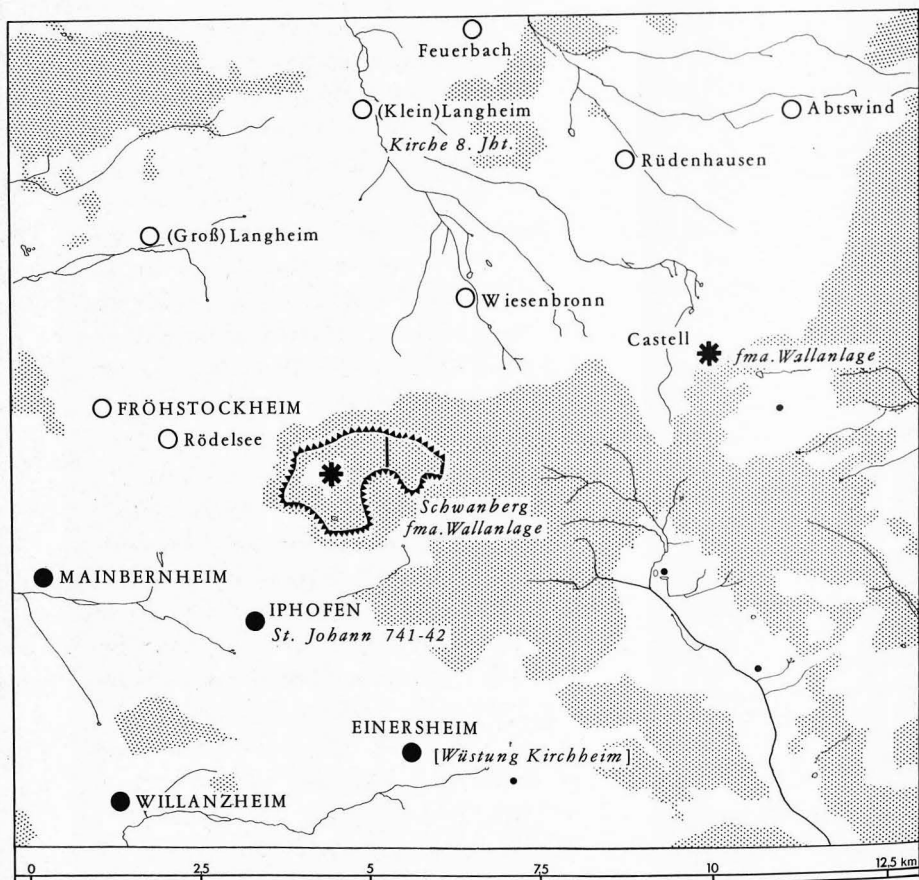 Feuerbach
(Klein)Langheim
Kirche 8. Jht.
Abtswind
Rüdenhausen
(Groß)Langheim
Wiesenbronn
Castell
fma.Wallanlage
FRÖHSTOCKHEIM
Rödelsee
Schwanberg
fma.Wallanlage
MAINBERNHEIM
IPHOFEN
St. Johann 741-42
EINERSHEIM
[Wüstung Kirchheim]
WILLANZHEIM
0 2,5 5 7,5 10 12,5 km